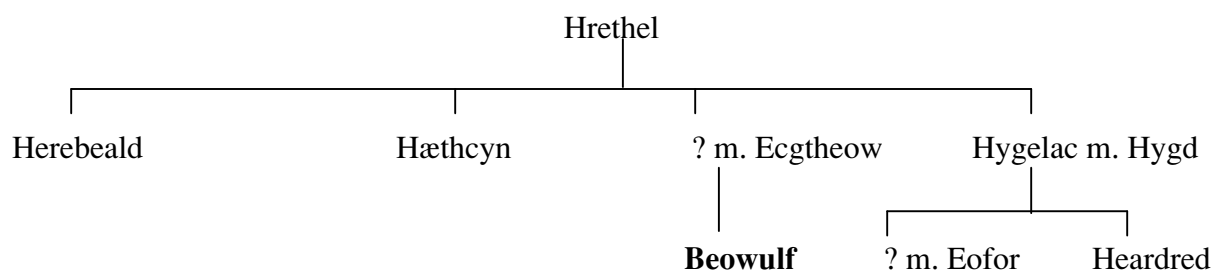 Hrethel
Herebeald Hæthcyn ? m. Ecgtheow Hygelac m. Hygd
Beowulf ? m. Eofor Heardred